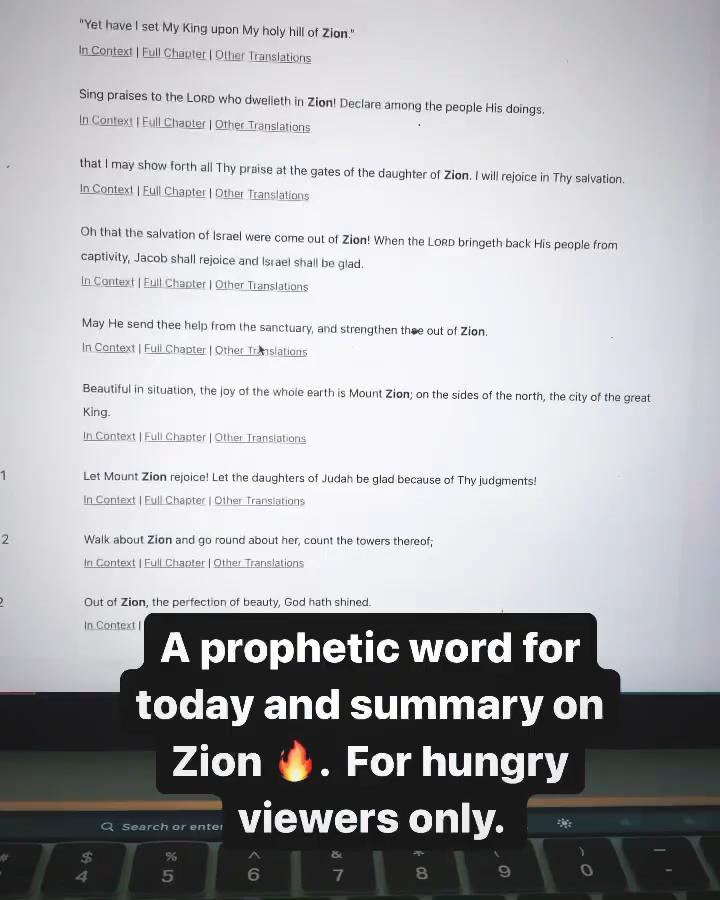 "Yet have I set My King upon My holy hill of Zion."
In Context | Full Chapter | Other Translations
Sing praises to the LORD who dwelleth in Zion! Declare among the people His doings.
In Context | Full Chapter | Other Translations
that I may show forth all Thy praise at the gates of the daughter of Zion. I will rejoice in Thy salvation.
In Context | Full Chapter | Other Translations
Oh that the salvation of Israel were come out of Zion! When the LORD bringeth back His people from
captivity, Jacob shall rejoice and Israel shall be glad.
In Context | Full Chapter | Other Translations
May He send thee help from the sanctuary, and strengthen thee out of Zion.
In Context | Full Chapter | Other Translations
Beautiful in situation, the joy of the whole earth is Mount Zion; on the sides of the north, the city of the great
King.
In Context | Full Chapter | Other Translations
1 Let Mount Zion rejoice! Let the daughters of Judah be glad because of Thy judgments!
In Context | Full Chapter | Other Translations
2 Walk about Zion and go round about her, count the towers thereof;
In Context | Full Chapter | Other Translations
2 Out of Zion, the perfection of beauty, God hath shined.
In Context |
A prophetic word for
today and summary on
Zion 🔥. For hungry
viewers only.
Search or enter
# $ % ^ & * ( ) –
4 5 6 7 8 9 0 -